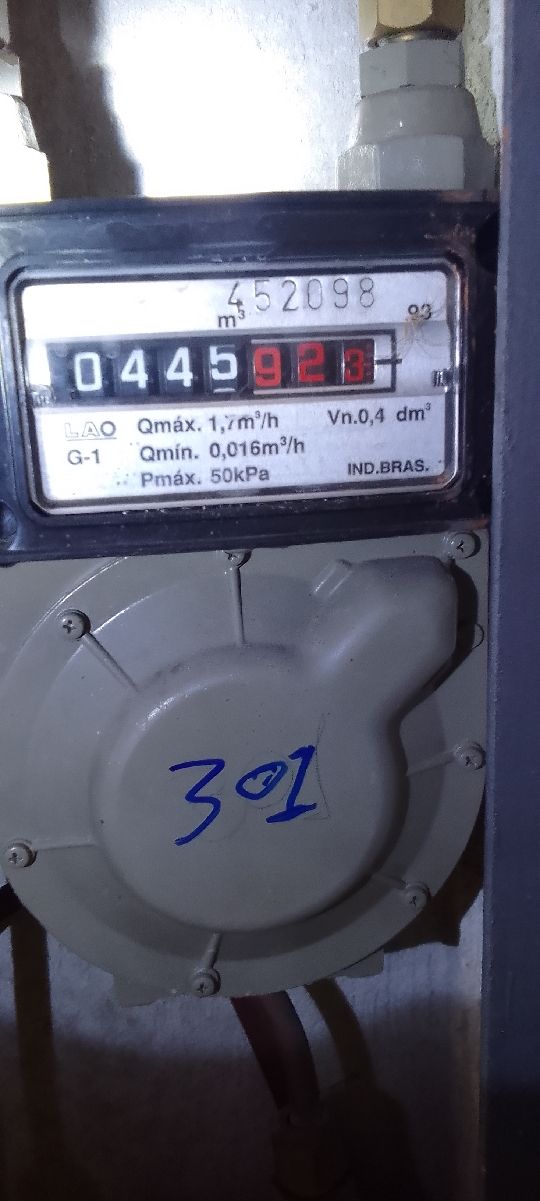 452098
m³ 93
0445923
LAO Qmáx. 1,7m³/h Vn.0,4 dm³
G-1 Qmín. 0,016m³/h
Pmáx. 50kPa IND.BRAS.
301